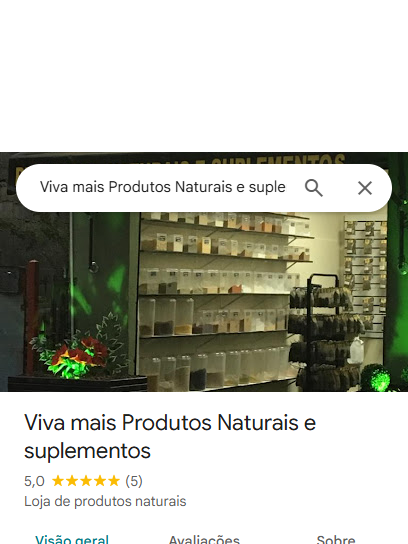 E SUPLEMENTOS
Viva mais Produtos Naturais e suple
Viva mais Produtos Naturais e
suplementos
5,0 (5)
Loja de produtos naturais
Visão geral Avaliações Sobre